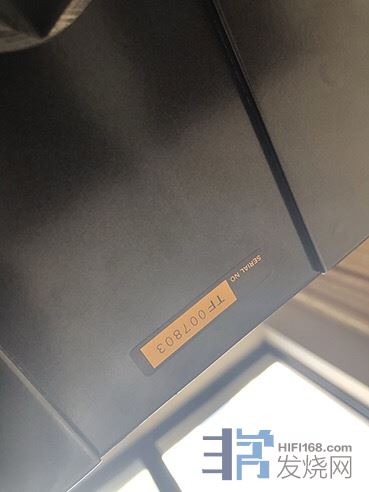 SERIAL NO
TF007803
HIFI168.com
发烧网